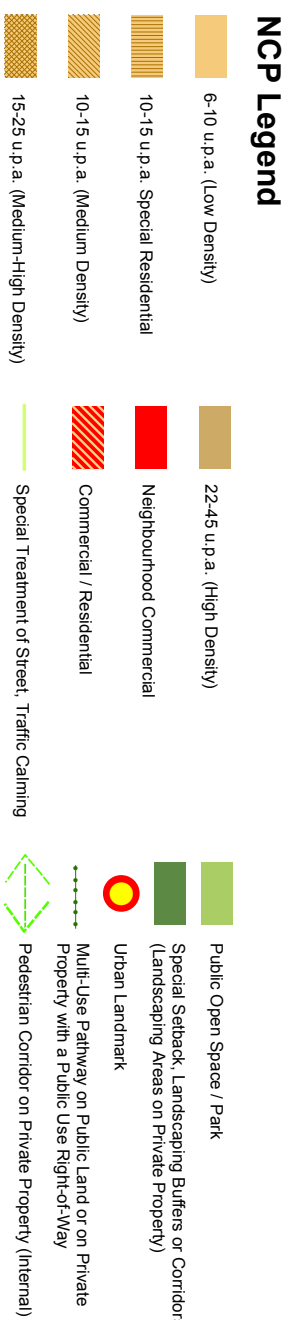 NCP Legend
6-10 u.p.a. (Low Density)
10-15 u.p.a. Special Residential
10-15 u.p.a. (Medium Density)
15-25 u.p.a. (Medium-High Density)
22-45 u.p.a. (High Density)
Neighbourhood Commercial
Commercial / Residential
Special Treatment of Street, Traffic Calming
Public Open Space / Park
Special Setback, Landscaping Buffers or Corridor
(Landscaping Areas on Private Property)
Urban Landmark
Multi-Use Pathway on Public Land or on Private
Property with a Public Use Right-of-Way
Pedestrian Corridor on Private Property (Internal)